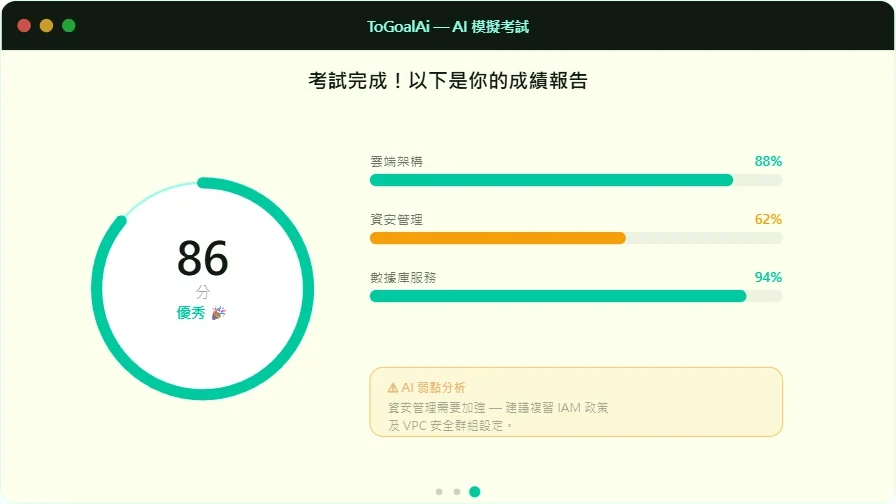 ToGoalAi — AI 模擬考試
考試完成！以下是你的成績報告
86
分
優秀 🎉
雲端架構 88%
資安管理 62%
數據庫服務 94%
⚠ AI 弱點分析
資安管理需要加強 — 建議複習 IAM 政策
及 VPC 安全群組設定。